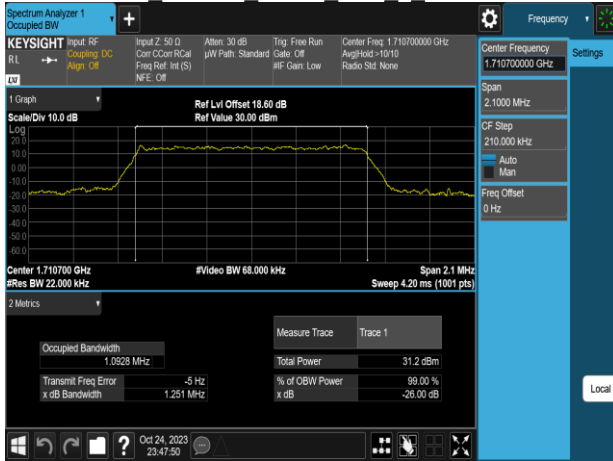 Spectrum Analyzer 1
Occupied BW
+
Frequency
KEYSIGHT
RL
LXI
Input: RF
Coupling: DC
Align: Off
Input Z: 50 Ω
Corr CCorr RCal
Freq Ref: Int (S)
NFE: Off
Atten: 30 dB
µW Path: Standard
Trig: Free Run
Gate: Off
#IF Gain: Low
Center Freq: 1.710700000 GHz
Avg|Hold:>10/10
Radio Std: None
Center Frequency
1.710700000 GHz
Settings
Span
2.1000 MHz
CF Step
210.000 kHz
Auto
Man
Freq Offset
0 Hz
Local
1 Graph
Scale/Div 10.0 dB
Ref Lvl Offset 18.60 dB
Ref Value 30.00 dBm
Log
20.0
10.0
0.00
-10.0
-20.0
-30.0
-40.0
-50.0
-60.0
Center 1.710700 GHz
#Res BW 22.000 kHz
#Video BW 68.000 kHz
Span 2.1 MHz
Sweep 4.20 ms (1001 pts)
2 Metrics
Measure Trace Trace 1
Occupied Bandwidth
1.0928 MHz
Total Power 31.2 dBm
Transmit Freq Error -5 Hz
% of OBW Power 99.00 %
x dB Bandwidth 1.251 MHz
x dB -26.00 dB
?
Oct 24, 2023
23:47:50